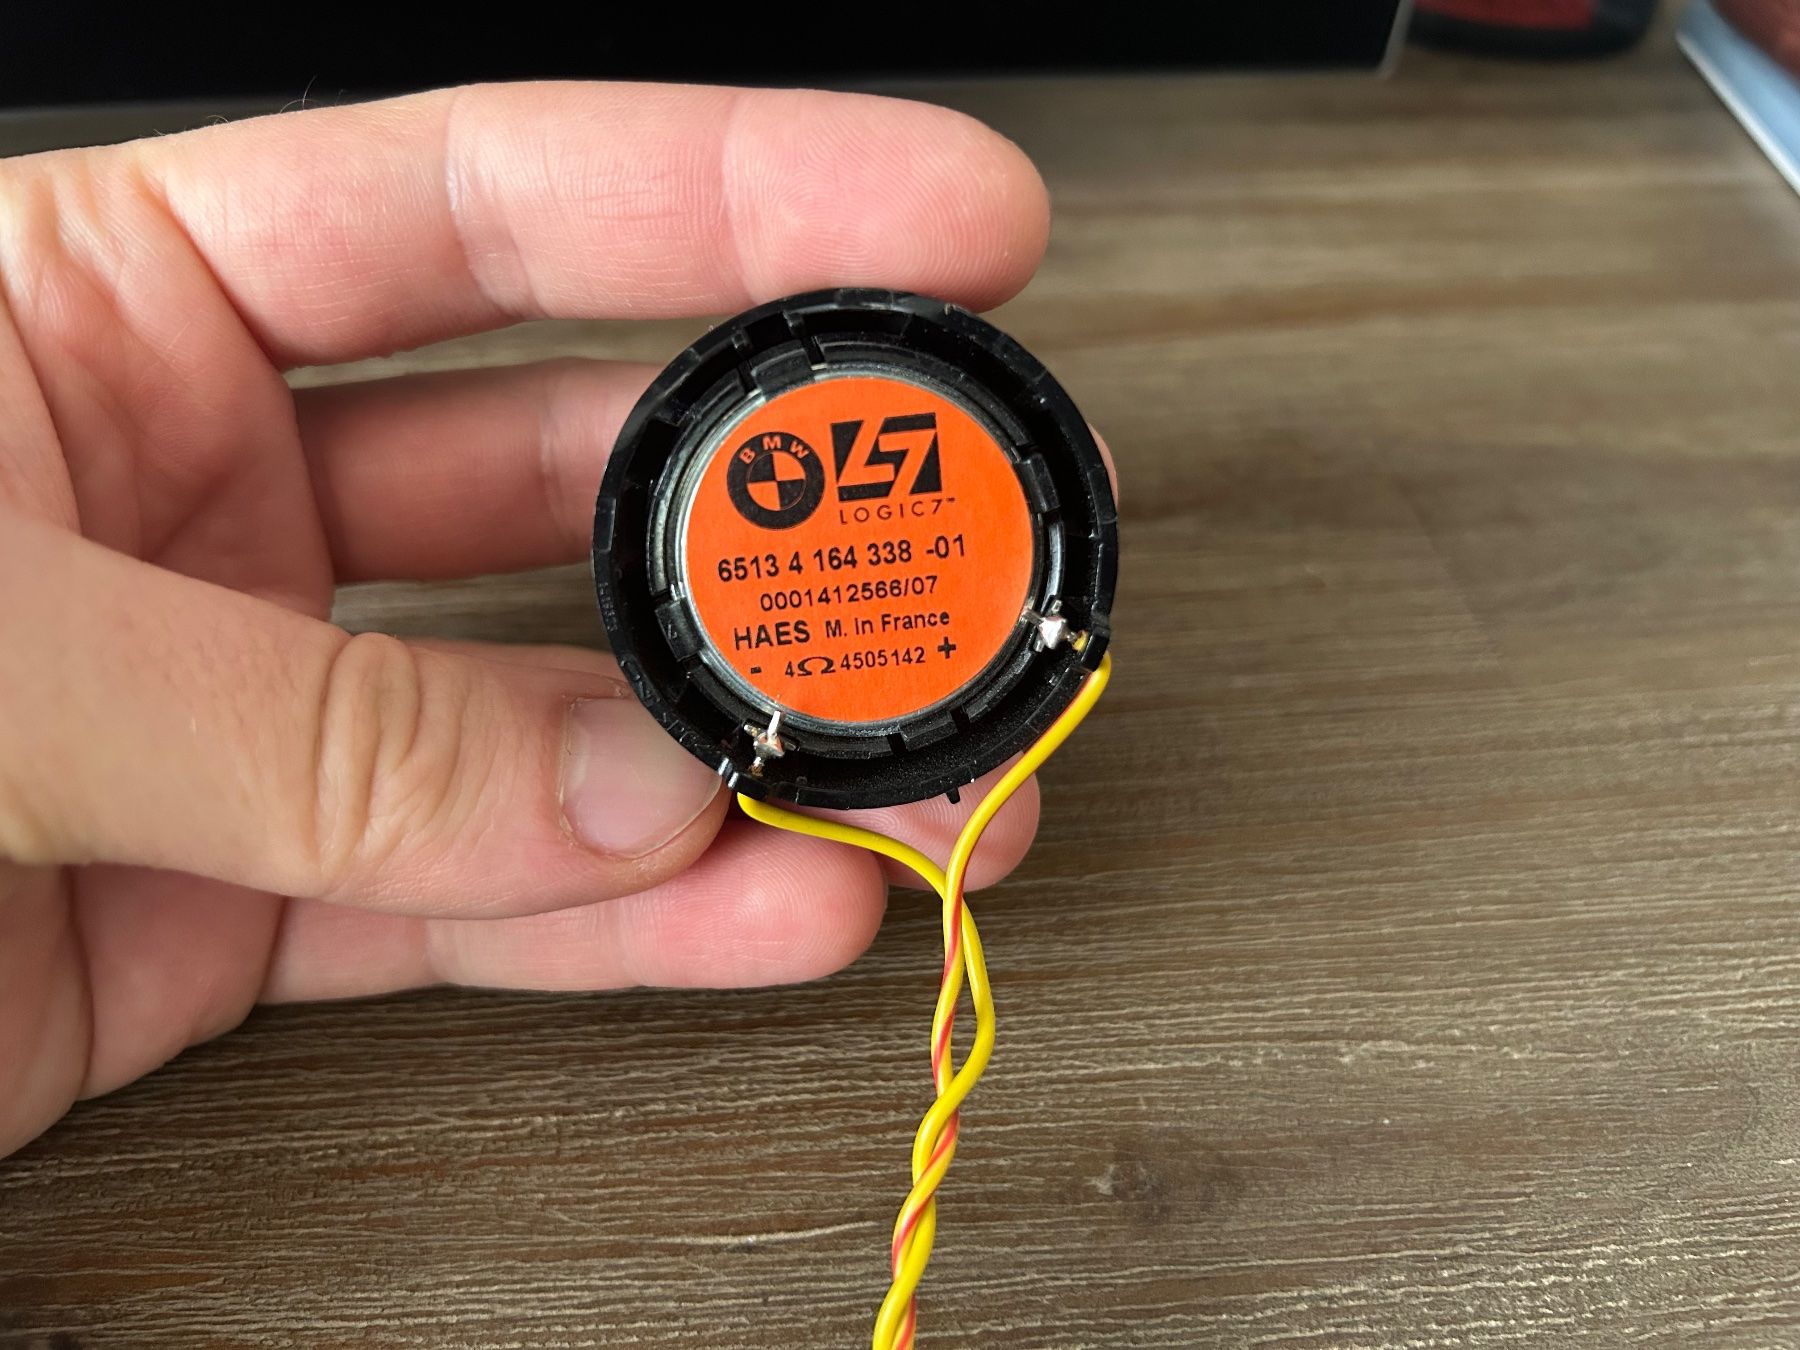 BMW L7
LOGIC7™
6513 4 164 338 -01
0001412566/07
HAES M. in France
- 4Ω 4505142 +